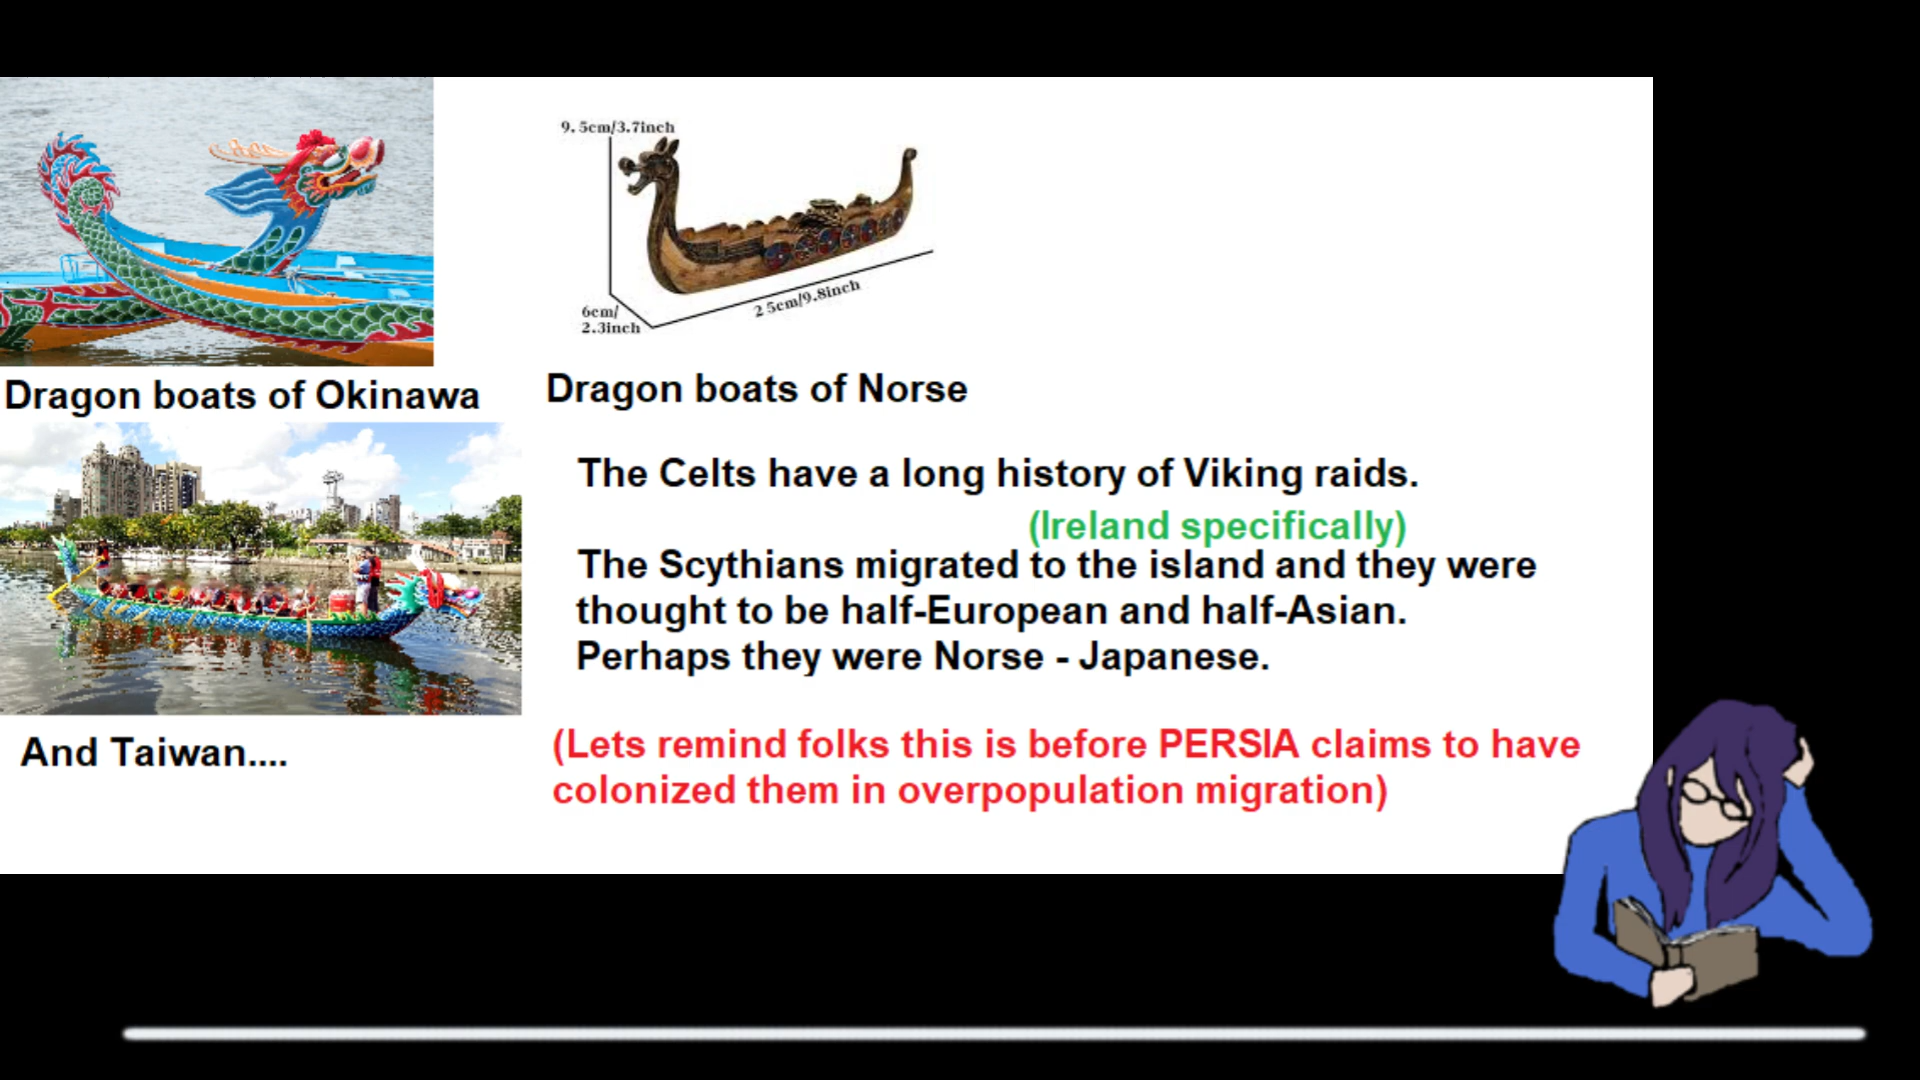 9.5cm/3.7inch
6cm/
2.3inch
25cm/9.8inch
Dragon boats of Okinawa
Dragon boats of Norse
The Celts have a long history of Viking raids.
(Ireland specifically)
The Scythians migrated to the island and they were
thought to be half-European and half-Asian.
Perhaps they were Norse - Japanese.
And Taiwan....
(Lets remind folks this is before PERSIA claims to have
colonized them in overpopulation migration)